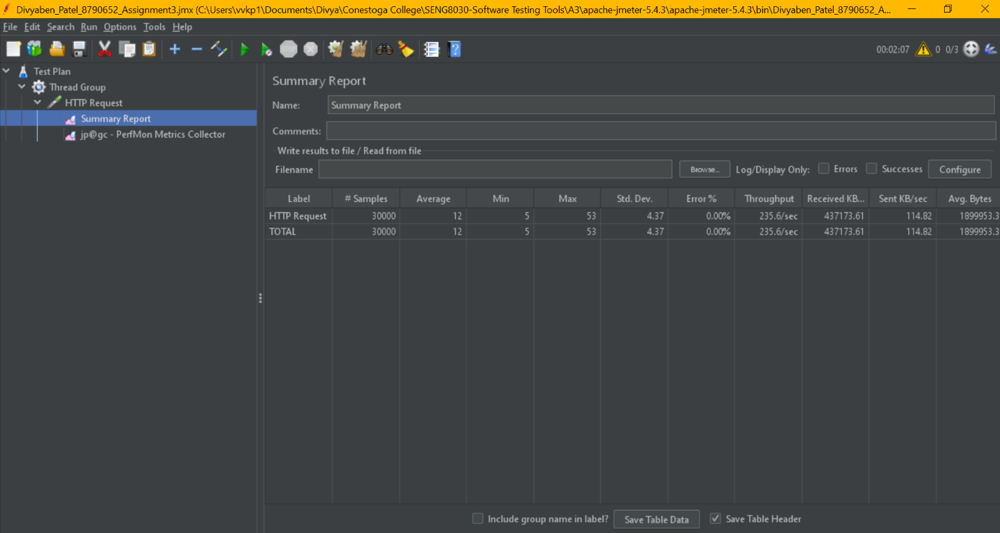 Divyaben_Patel_8790652_Assignment3.jmx (C:\Users\vvkp1\Documents\Divya\Conestoga College\SENG8030-Software Testing Tools\A3\apache-jmeter-5.4.3\apache-jmeter-5.4.3\bin\Divyaben_Patel_8790652_A...
File Edit Search Run Options Tools Help
STOP 00:02:07 0 0/3
Test Plan
Thread Group
HTTP Request
Summary Report
jp@gc - PerfMon Metrics Collector
Summary Report
Name: Summary Report
Comments:
Write results to file / Read from file
Filename Browse... Log/Display Only: Errors Successes Configure
Label # Samples Average Min Max Std. Dev. Error % Throughput Received KB... Sent KB/sec Avg. Bytes
HTTP Request 30000 12 5 53 4.37 0.00% 235.6/sec 437173.61 114.82 1899953.3
TOTAL 30000 12 5 53 4.37 0.00% 235.6/sec 437173.61 114.82 1899953.3
Include group name in label? Save Table Data Save Table Header